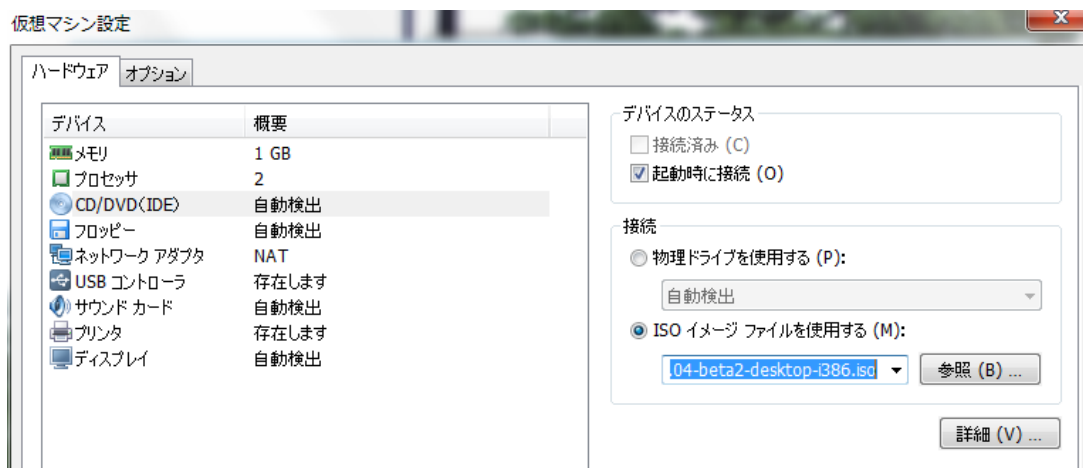 仮想マシン設定
ハードウェア オプション
デバイス 概要
メモリ 1 GB
プロセッサ 2
CD/DVD(IDE) 自動検出
フロッピー 自動検出
ネットワーク アダプタ NAT
USB コントローラ 存在します
サウンド カード 自動検出
プリンタ 存在します
ディスプレイ 自動検出
デバイスのステータス
接続済み (C)
起動時に接続 (O)
接続
物理ドライブを使用する (P):
自動検出
ISO イメージ ファイルを使用する (M):
.04-beta2-desktop-i386.iso
参照 (B) ...
詳細 (V) ...